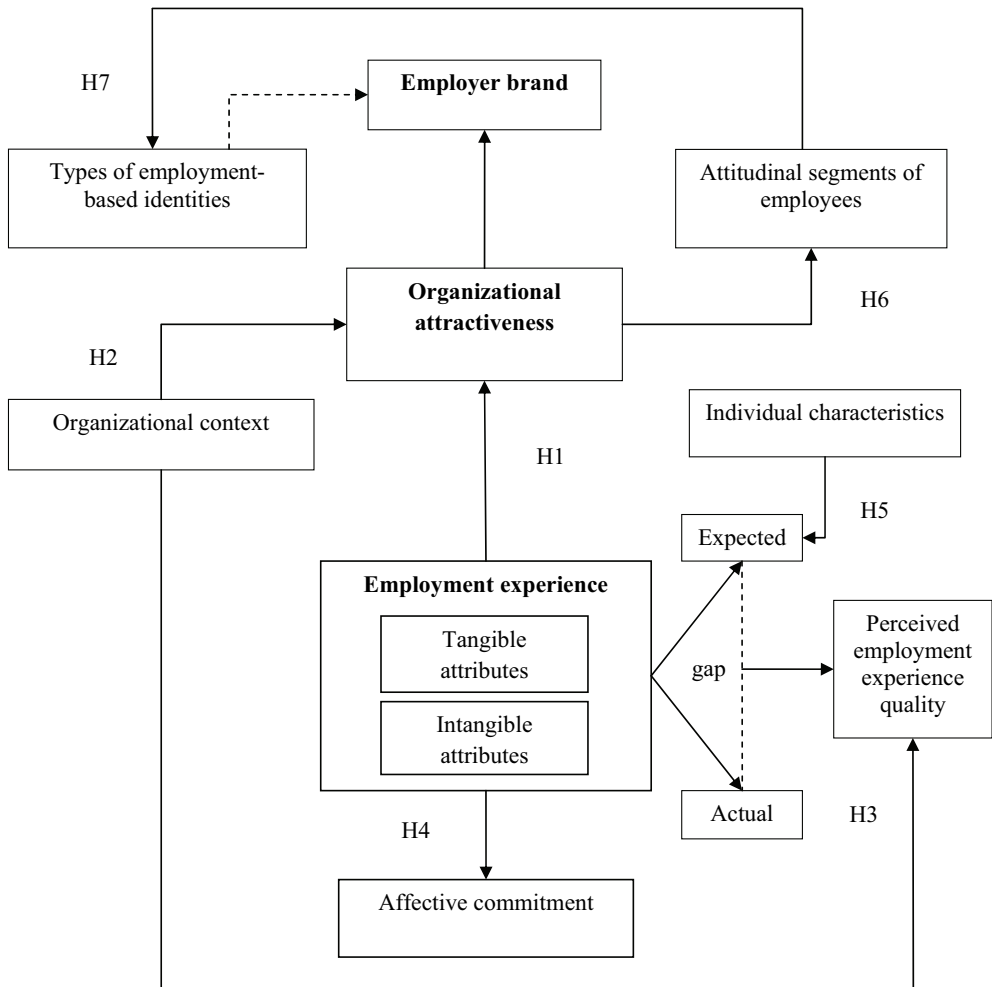 H7
Employer brand
Types of employment-
based identities
Attitudinal segments of
employees
Organizational
attractiveness
H6
H2
Organizational context
Individual characteristics
H1
H5
Expected
Employment experience
Tangible
attributes
Intangible
attributes
gap
Perceived
employment
experience
quality
Actual
H3
H4
Affective commitment